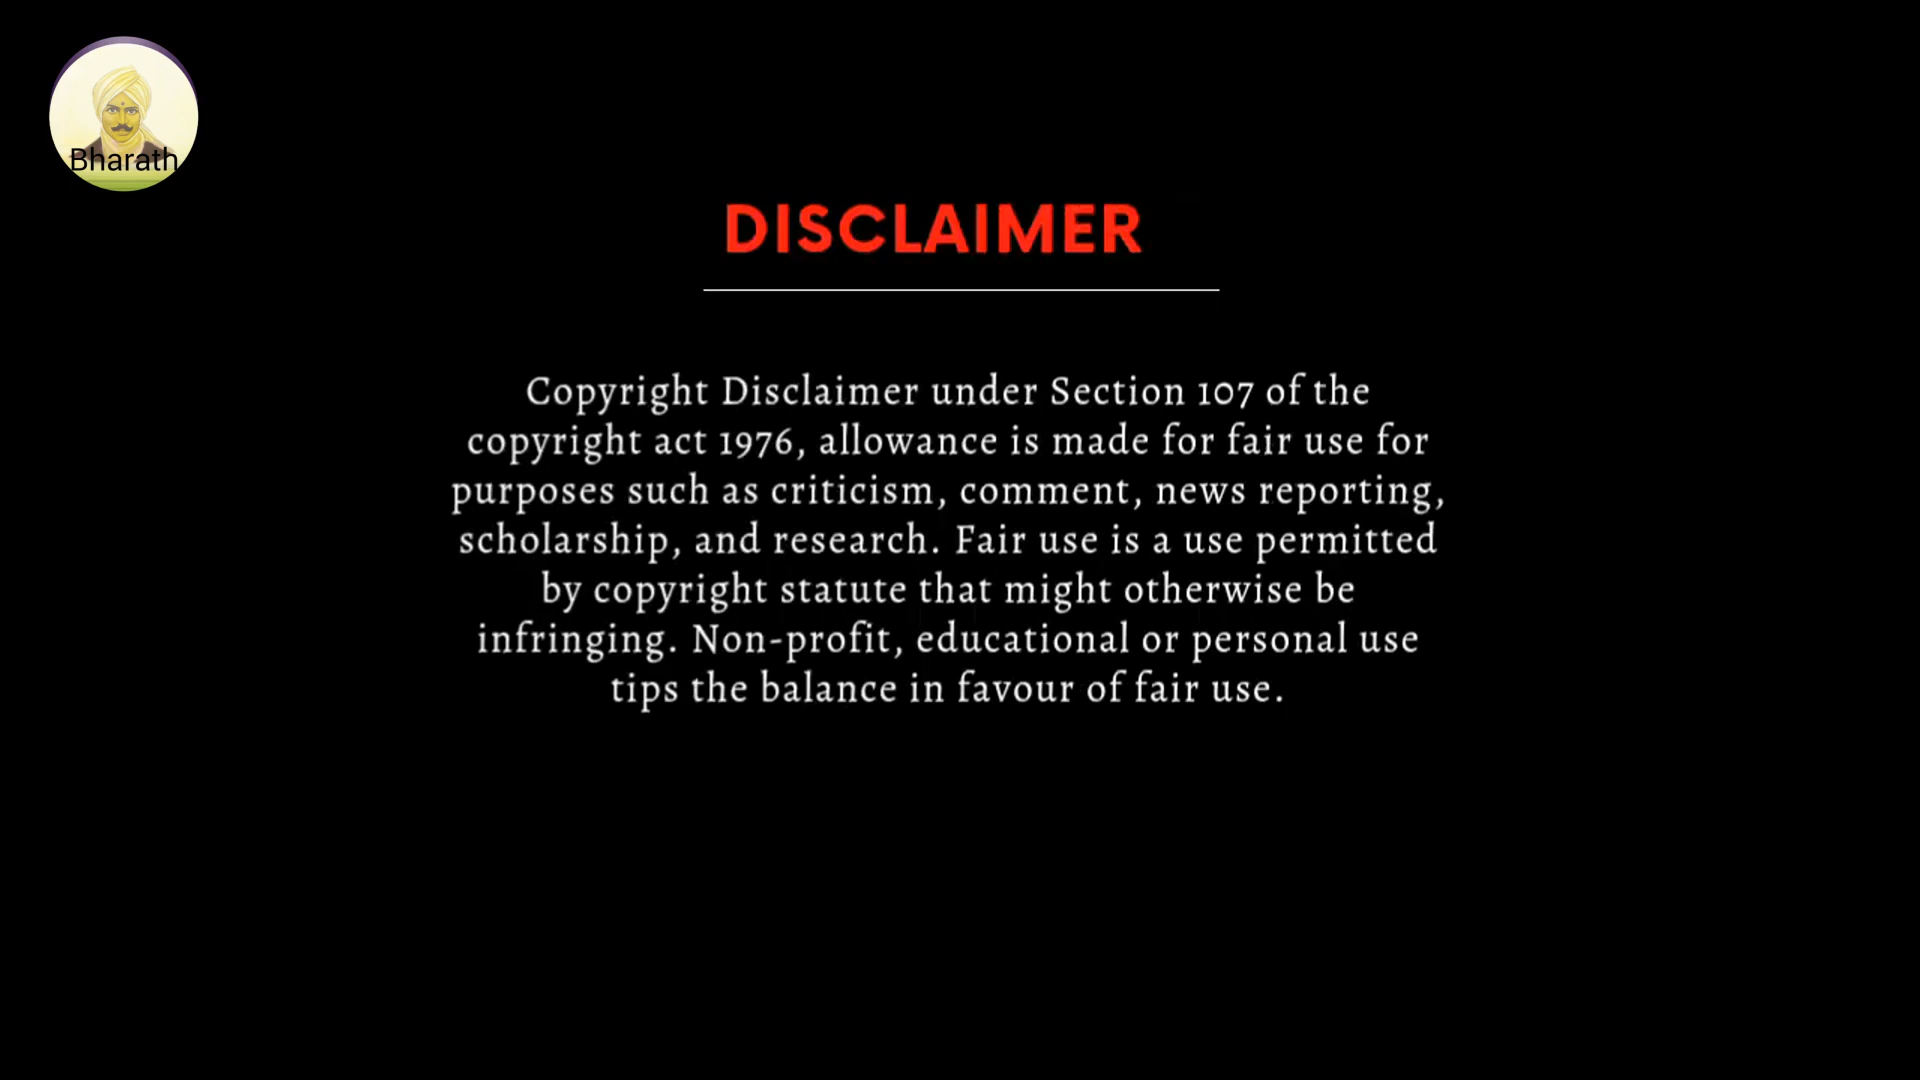 Bharath
DISCLAIMER
Copyright Disclaimer under Section 107 of the
copyright act 1976, allowance is made for fair use for
purposes such as criticism, comment, news reporting,
scholarship, and research. Fair use is a use permitted
by copyright statute that might otherwise be
infringing. Non-profit, educational or personal use
tips the balance in favour of fair use.